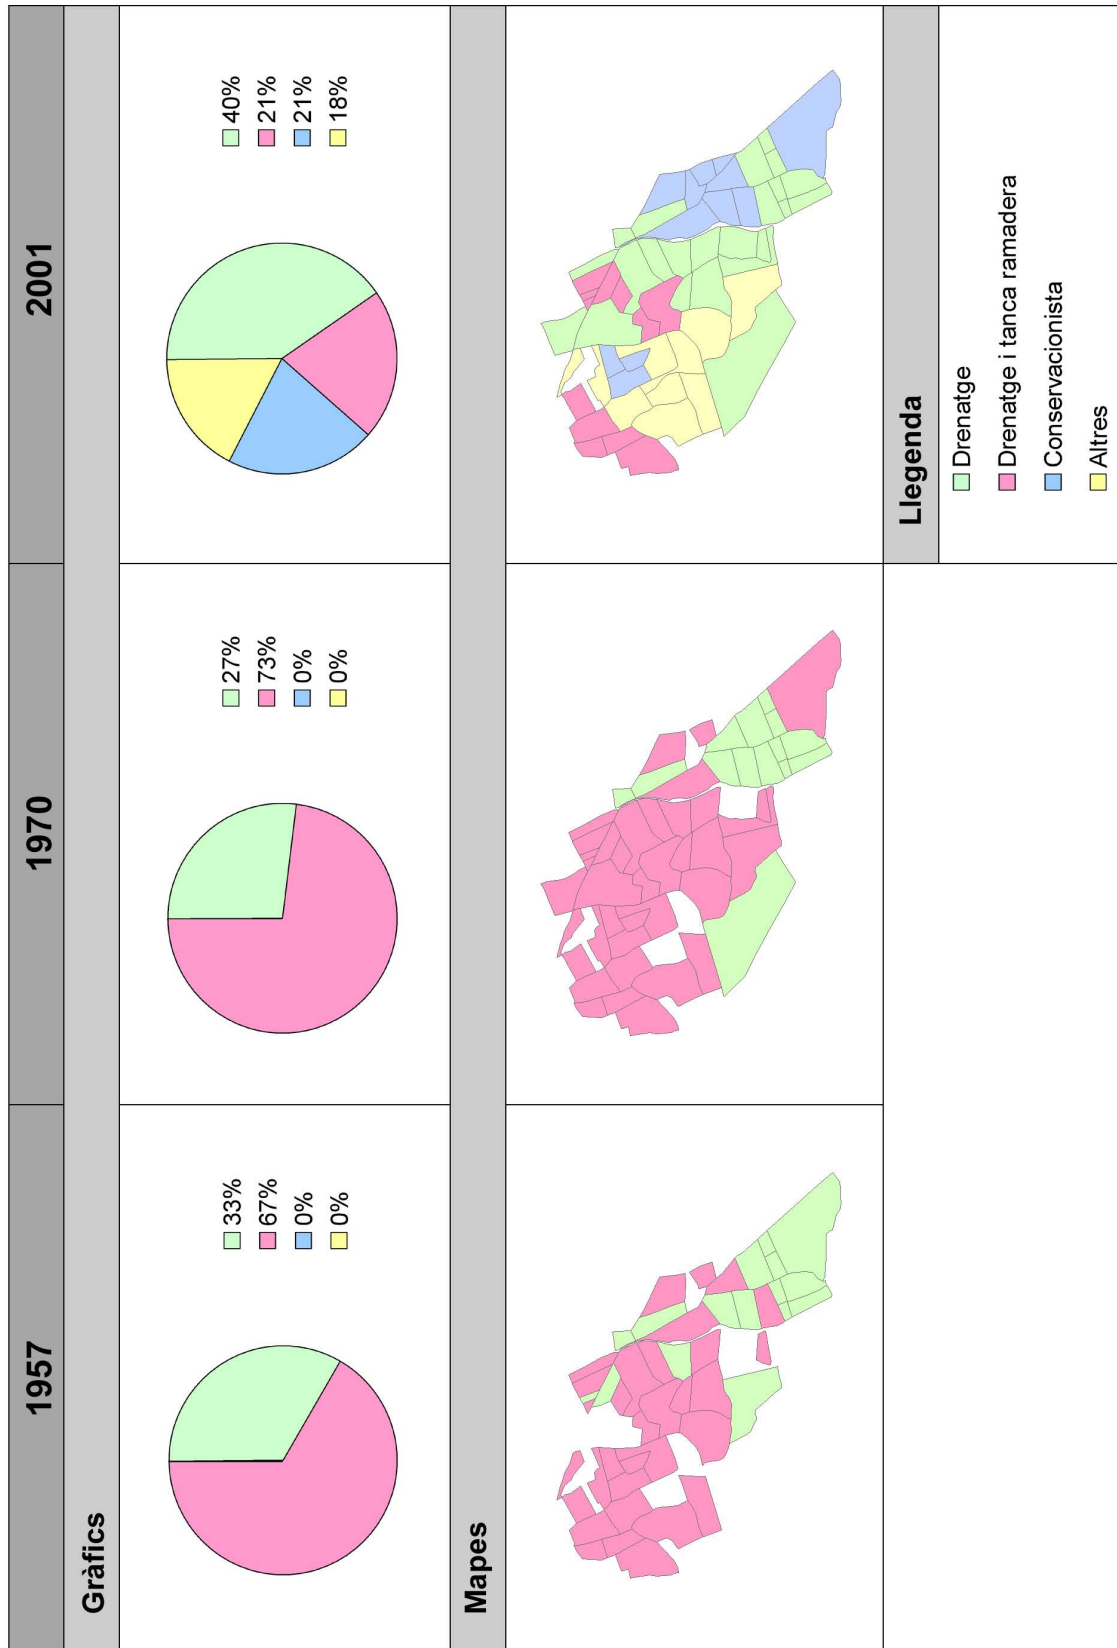 1957 1970 2001
Gràfics
33% 27% 40%
67% 73% 21%
0% 0% 21%
0% 0% 18%
Mapes
Llegenda
Drenatge
Drenatge i tanca ramadera
Conservacionista
Altres